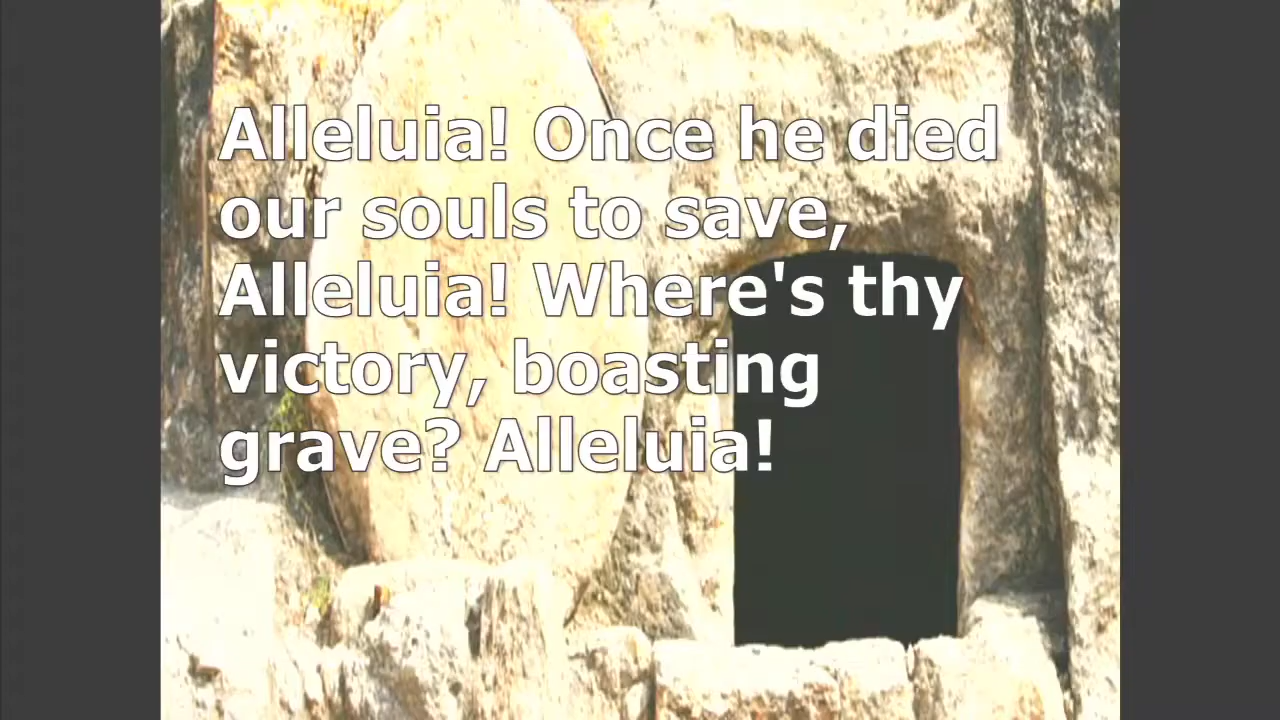 Alleluia! Once he died
our souls to save,
Alleluia! Where's thy
victory, boasting
grave? Alleluia!